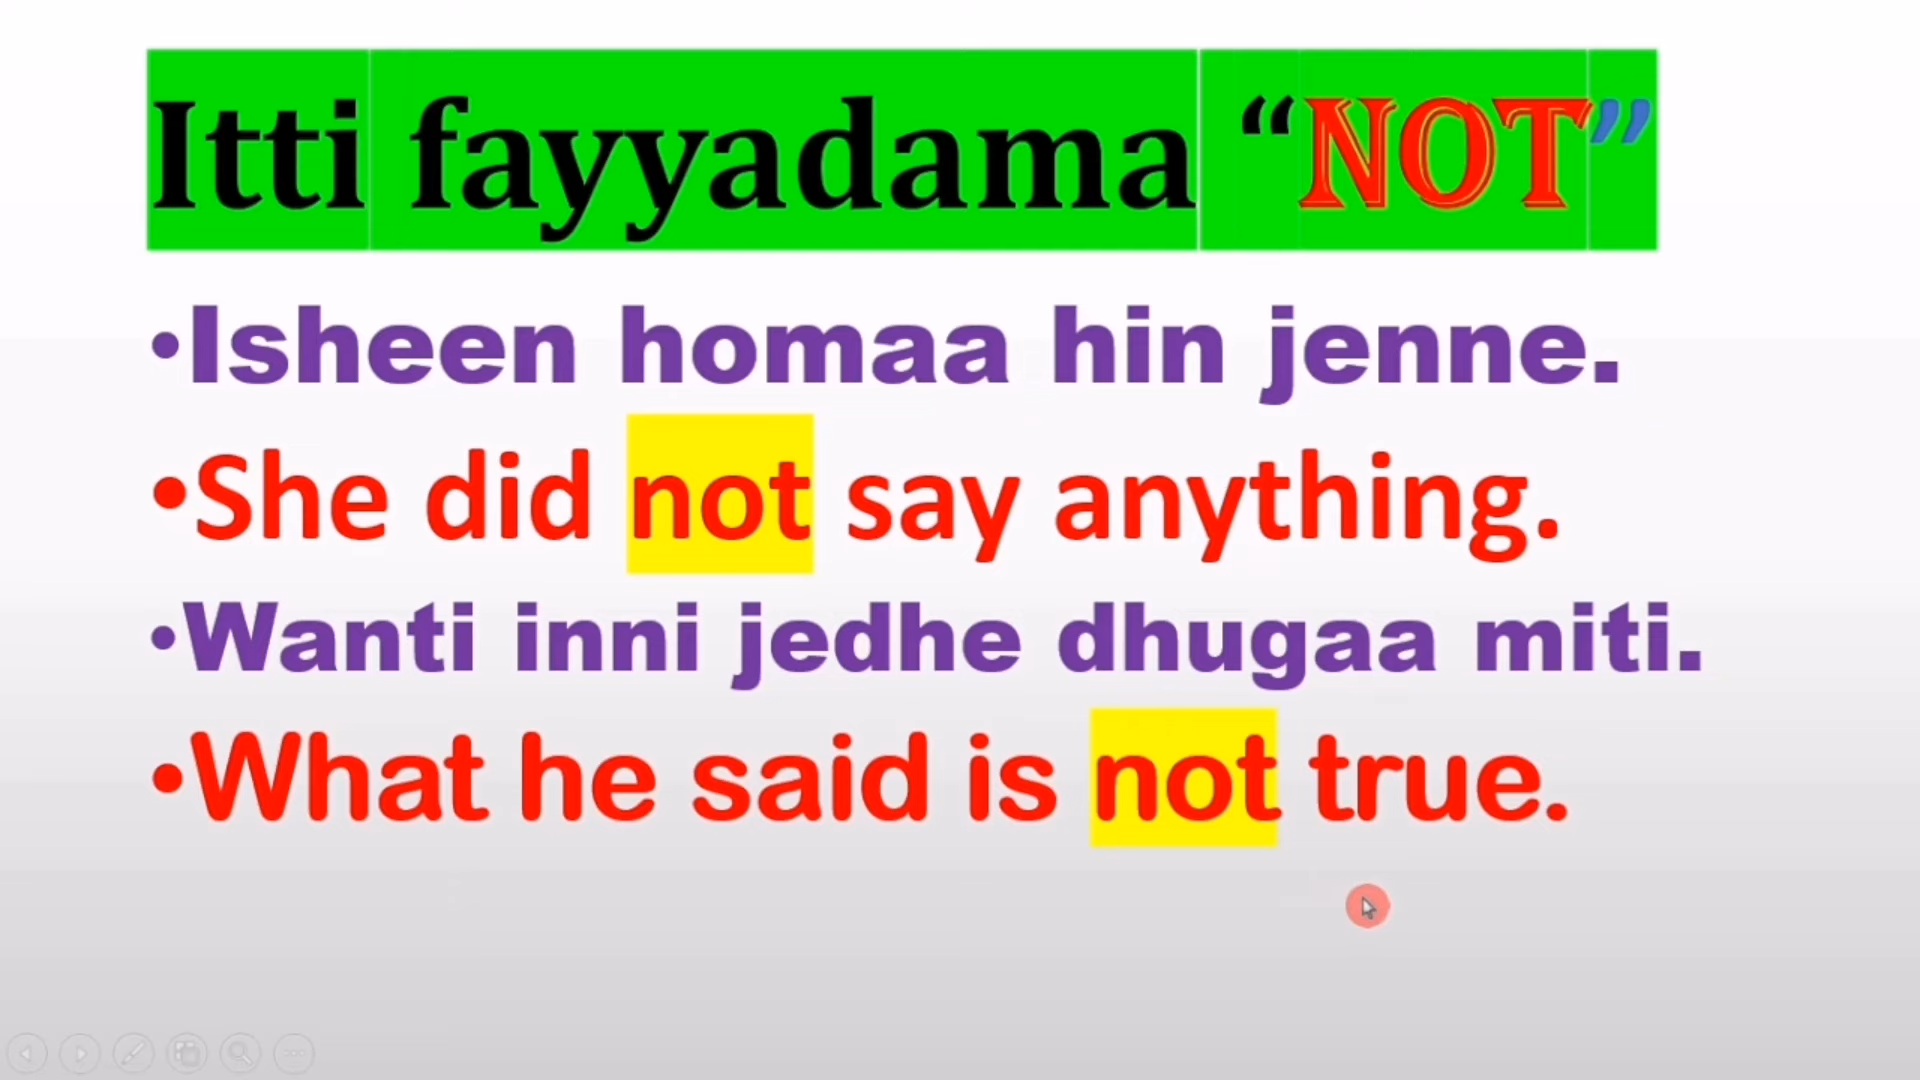 Itti fayyadama “NOT”
•Isheen homaa hin jenne.
•She did not say anything.
•Wanti inni jedhe dhugaa miti.
•What he said is not true.